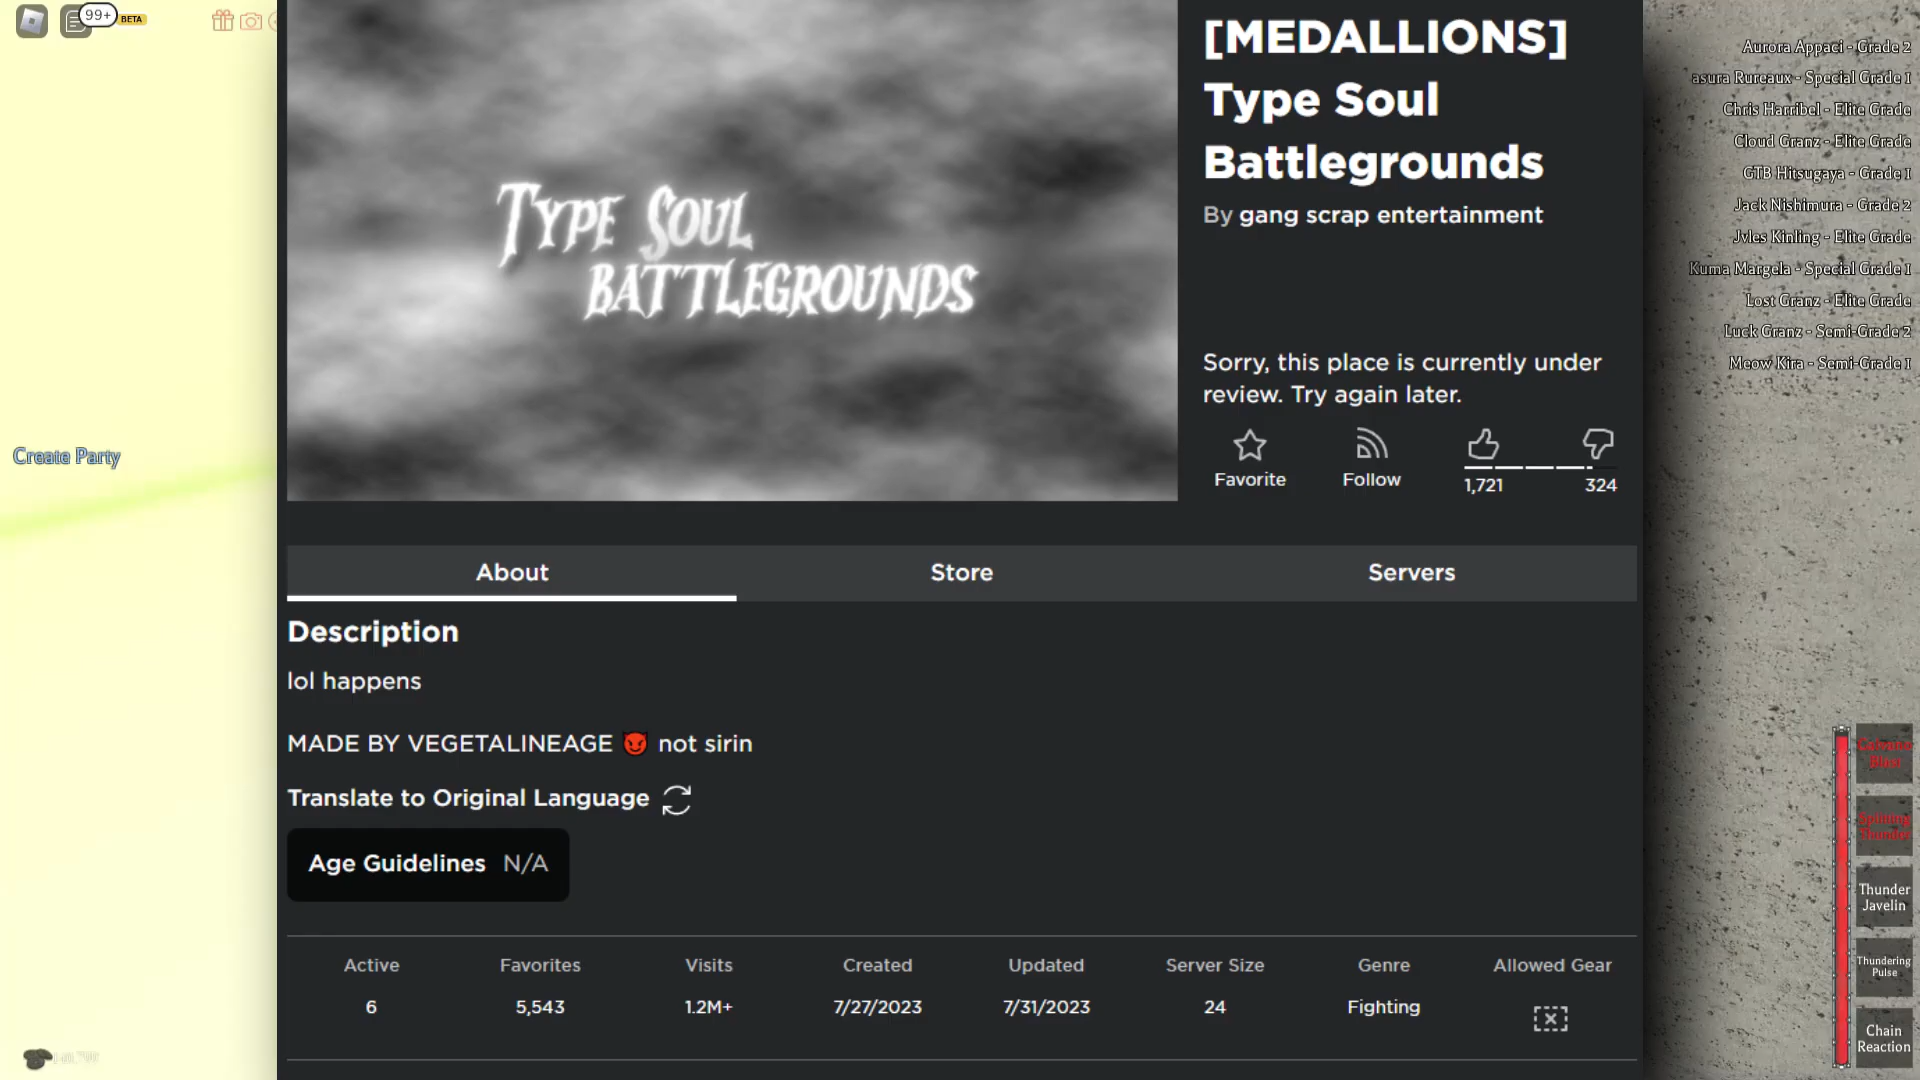 99+
BETA
[MEDALLIONS]
Type Soul
Battlegrounds
By gang scrap entertainment
TYPE SOUL
BATTLEGROUNDS
Sorry, this place is currently under
review. Try again later.
Favorite
Follow
1,721
324
About
Store
Servers
Description
lol happens
MADE BY VEGETALINEAGE 😈 not sirin
Translate to Original Language
Age Guidelines N/A
Active
Favorites
Visits
Created
Updated
Server Size
Genre
Allowed Gear
6
5,543
1.2M+
7/27/2023
7/31/2023
24
Fighting
Create Party
Aurora Appaci - Grade 2
asura Rureaux - Special Grade 1
Chris Harribel - Elite Grade
Cloud Granz - Elite Grade
GTB Hitsugaya - Grade 1
Jack Nishimura - Grade 2
Jvles Kinling - Elite Grade
Kuma Margela - Special Grade 1
Lost Granz - Elite Grade
Luck Granz - Semi-Grade 2
Meow Kira - Semi-Grade 1
Thunder
Javelin
Thundering
Pulse
Chain
Reaction